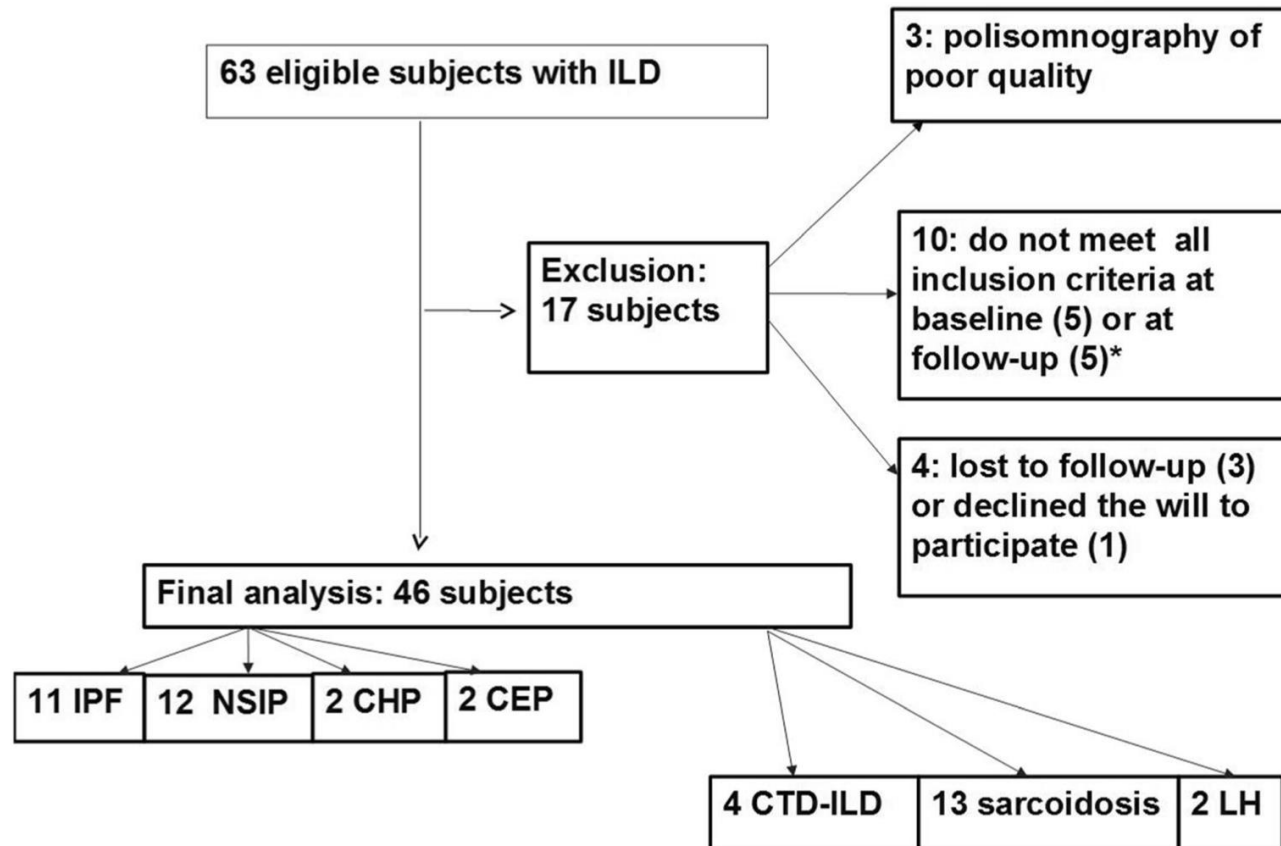 63 eligible subjects with ILD
3: polisomnography of
poor quality
Exclusion:
17 subjects
10: do not meet all
inclusion criteria at
baseline (5) or at
follow-up (5)*
4: lost to follow-up (3)
or declined the will to
participate (1)
Final analysis: 46 subjects
11 IPF
12 NSIP
2 CHP
2 CEP
4 CTD-ILD
13 sarcoidosis
2 LH